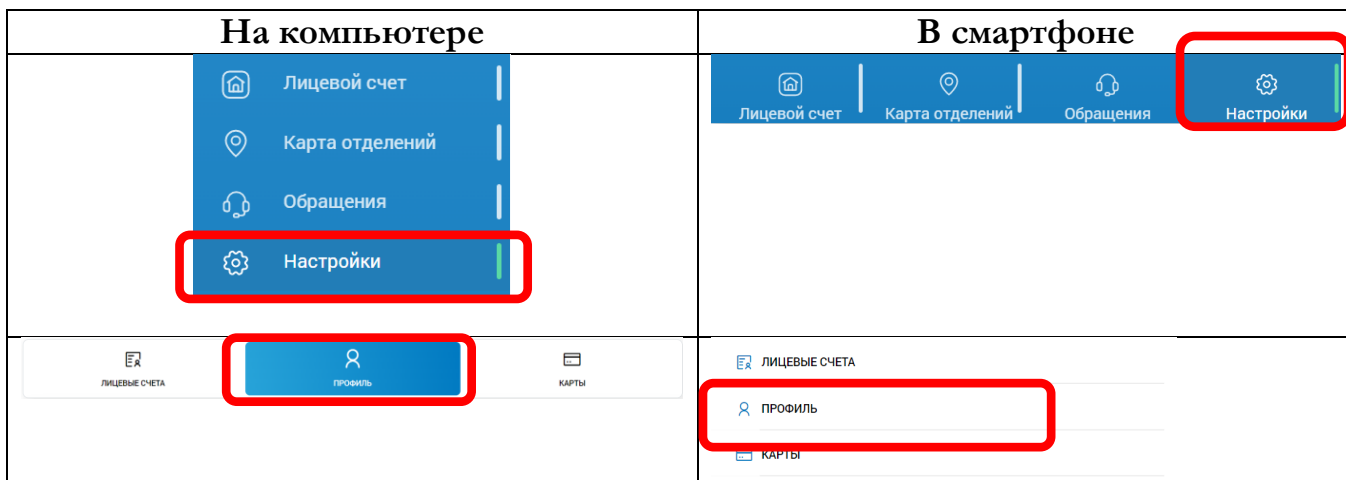 На компьютере
В смартфоне
Лицевой счет
Карта отделений
Обращения
Настройки
Лицевой счет
Карта отделений
Обращения
Настройки
ЛИЦЕВЫЕ СЧЕТА
ПРОФИЛЬ
КАРТЫ
ЛИЦЕВЫЕ СЧЕТА
ПРОФИЛЬ
КАРТЫ